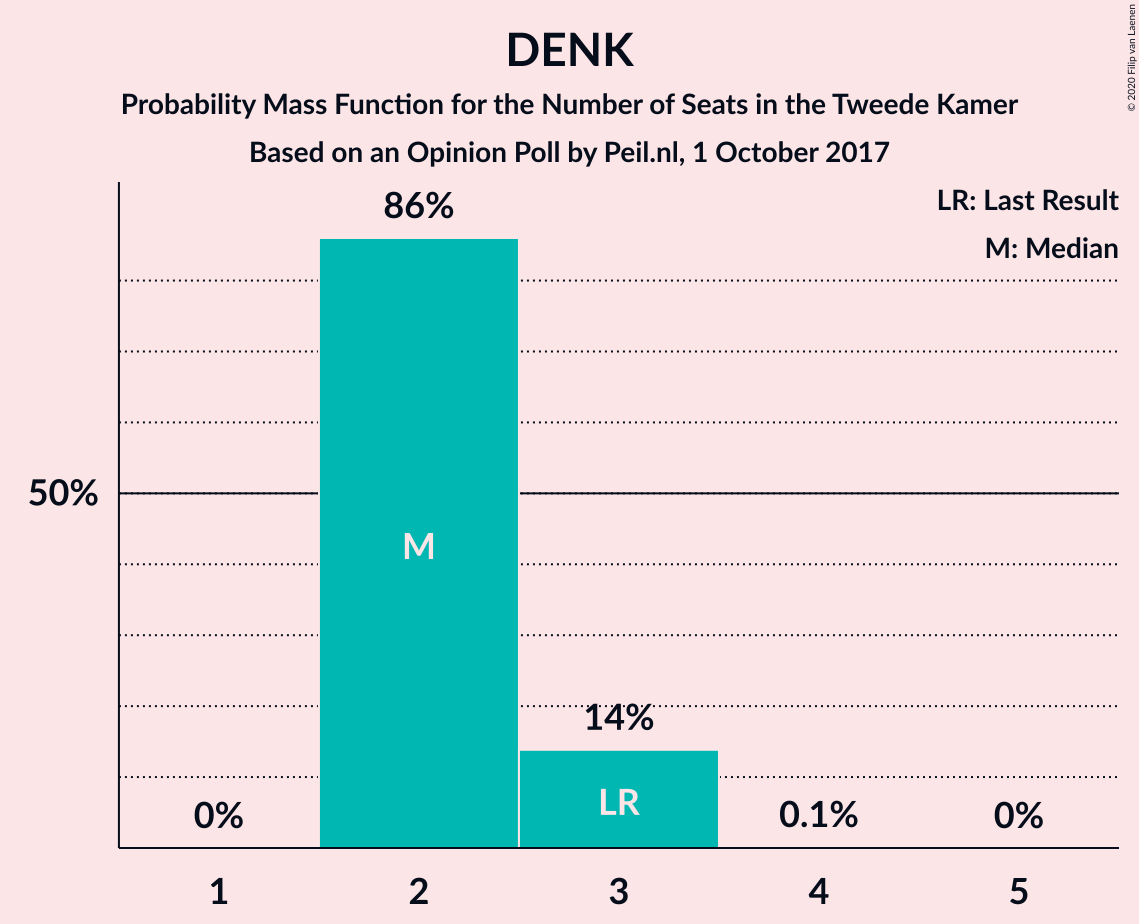 DENK
Probability Mass Function for the Number of Seats in the Tweede Kamer
Based on an Opinion Poll by Peil.nl, 1 October 2017
© 2020 Filip van Laenen
LR: Last Result
M: Median
86%
50%
M
14%
LR
0%
0.1%
0%
1 2 3 4 5